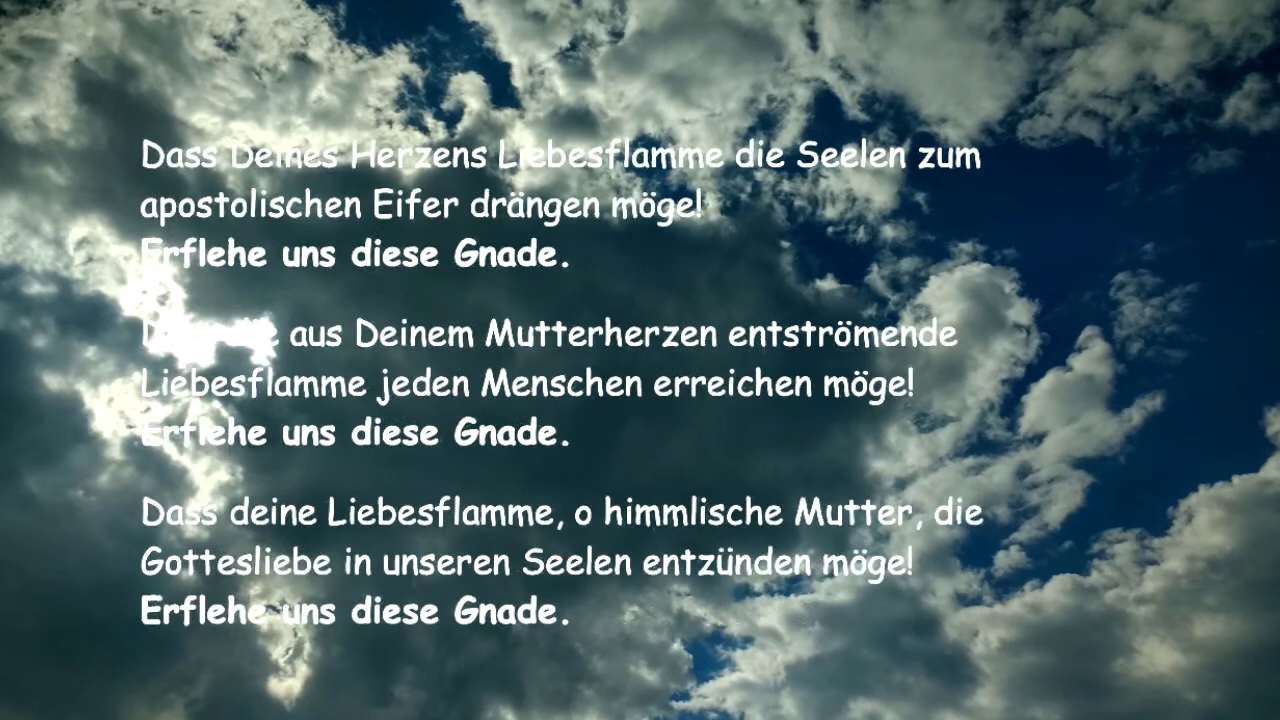 Dass Deines Herzens Liebesflamme die Seelen zum
apostolischen Eifer drängen möge!
Erflehe uns diese Gnade.
aus Deinem Mutterherzen entströmende
Liebesflamme jeden Menschen erreichen möge!
Erflehe uns diese Gnade.
Dass deine Liebesflamme, o himmlische Mutter, die
Gottesliebe in unseren Seelen entzünden möge!
Erflehe uns diese Gnade.